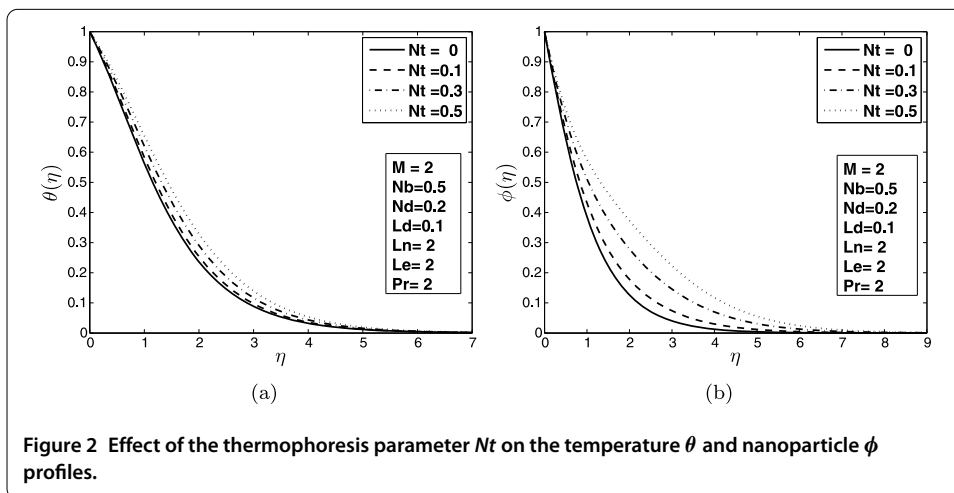 1
0.9
0.8
0.7
0.6
0.5
0.4
0.3
0.2
0.1
0
θ(η)
0 1 2 3 4 5 6 7
η
Nt = 0
Nt =0.1
Nt =0.3
Nt =0.5
M = 2
Nb=0.5
Nd=0.2
Ld=0.1
Ln= 2
Le= 2
Pr= 2
(a)
1
0.9
0.8
0.7
0.6
0.5
0.4
0.3
0.2
0.1
0
ϕ(η)
0 1 2 3 4 5 6 7 8 9
η
Nt = 0
Nt =0.1
Nt =0.3
Nt =0.5
M = 2
Nb=0.5
Nd=0.2
Ld=0.1
Ln= 2
Le= 2
Pr= 2
(b)
Figure 2 Effect of the thermophoresis parameter Nt on the temperature θ and nanoparticle ϕ
profiles.